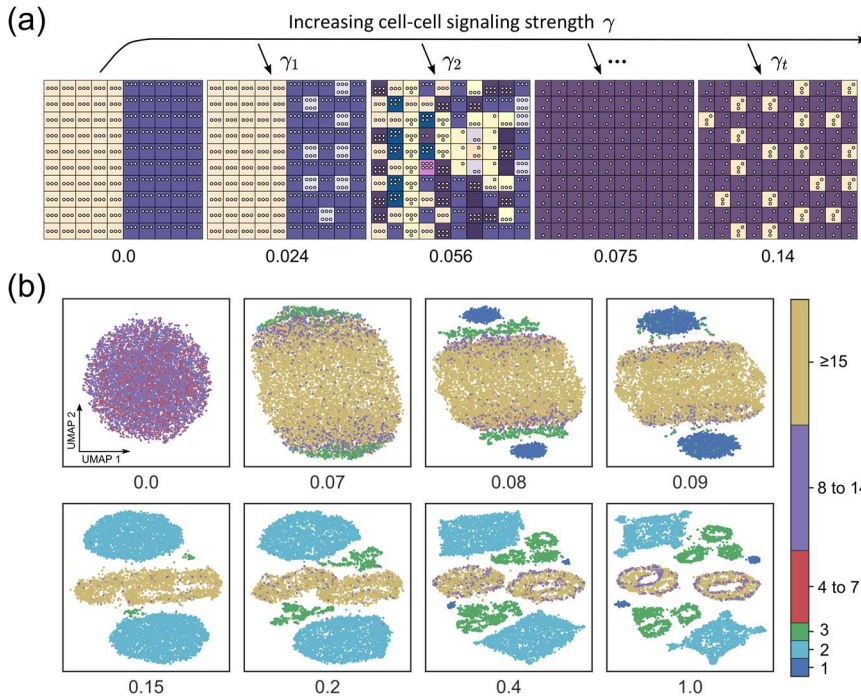 (a)
Increasing cell-cell signaling strength γ
γ1 γ2 ... γt
0.0 0.024 0.056 0.075 0.14
(b)
UMAP 2
UMAP 1
0.0 0.07 0.08 0.09
0.15 0.2 0.4 1.0
≥15
8 to 14
4 to 7
3
2
1